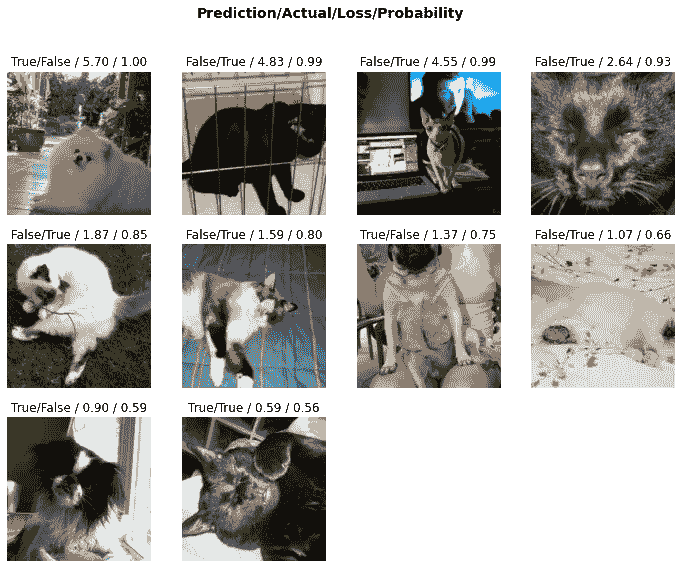 Prediction/Actual/Loss/Probability
True/False / 5.70 / 1.00
False/True / 4.83 / 0.99
False/True / 4.55 / 0.99
False/True / 2.64 / 0.93
False/True / 1.87 / 0.85
False/True / 1.59 / 0.80
True/False / 1.37 / 0.75
False/True / 1.07 / 0.66
True/False / 0.90 / 0.59
True/True / 0.59 / 0.56